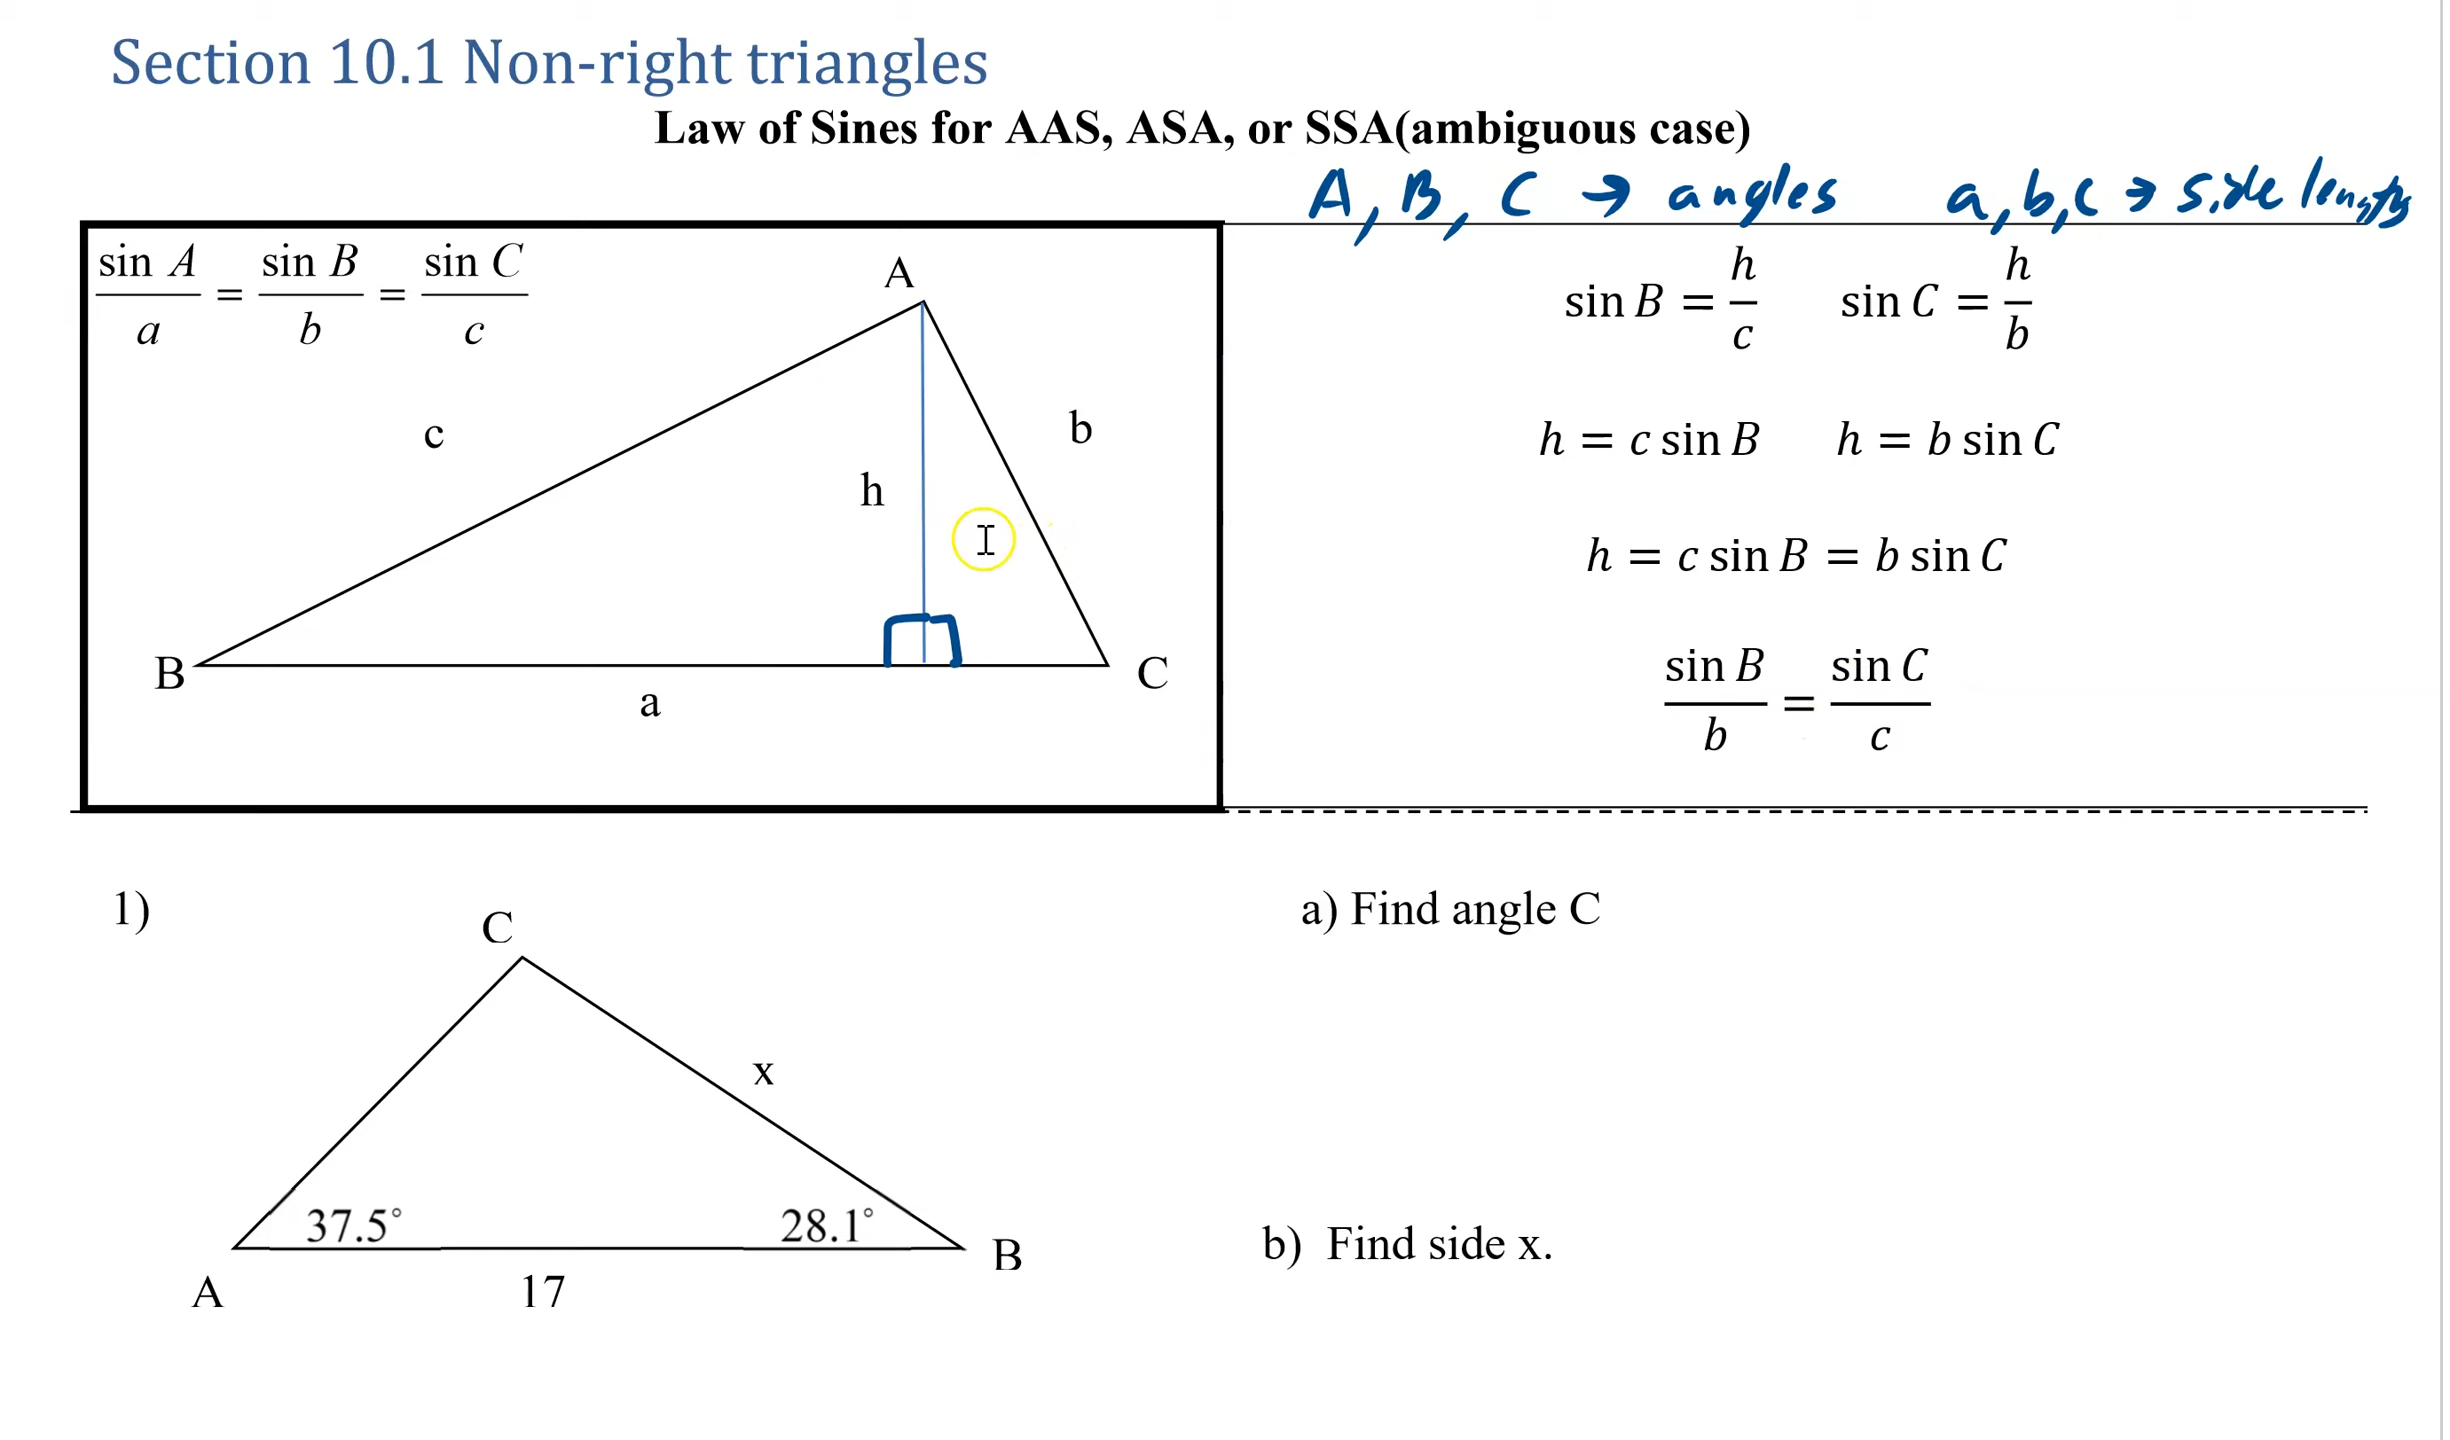 Section 10.1 Non-right triangles
Law of Sines for AAS, ASA, or SSA(ambiguous case)
A, B, C → angles a, b, c → side length
sin A / a = sin B / b = sin C / c
A
c
b
h
B
C
a
sin B = h/c sin C = h/b
h = c sin B h = b sin C
h = c sin B = b sin C
sin B / b = sin C / c
1)
C
x
37.5°
28.1°
A
B
17
a) Find angle C
b) Find side x.